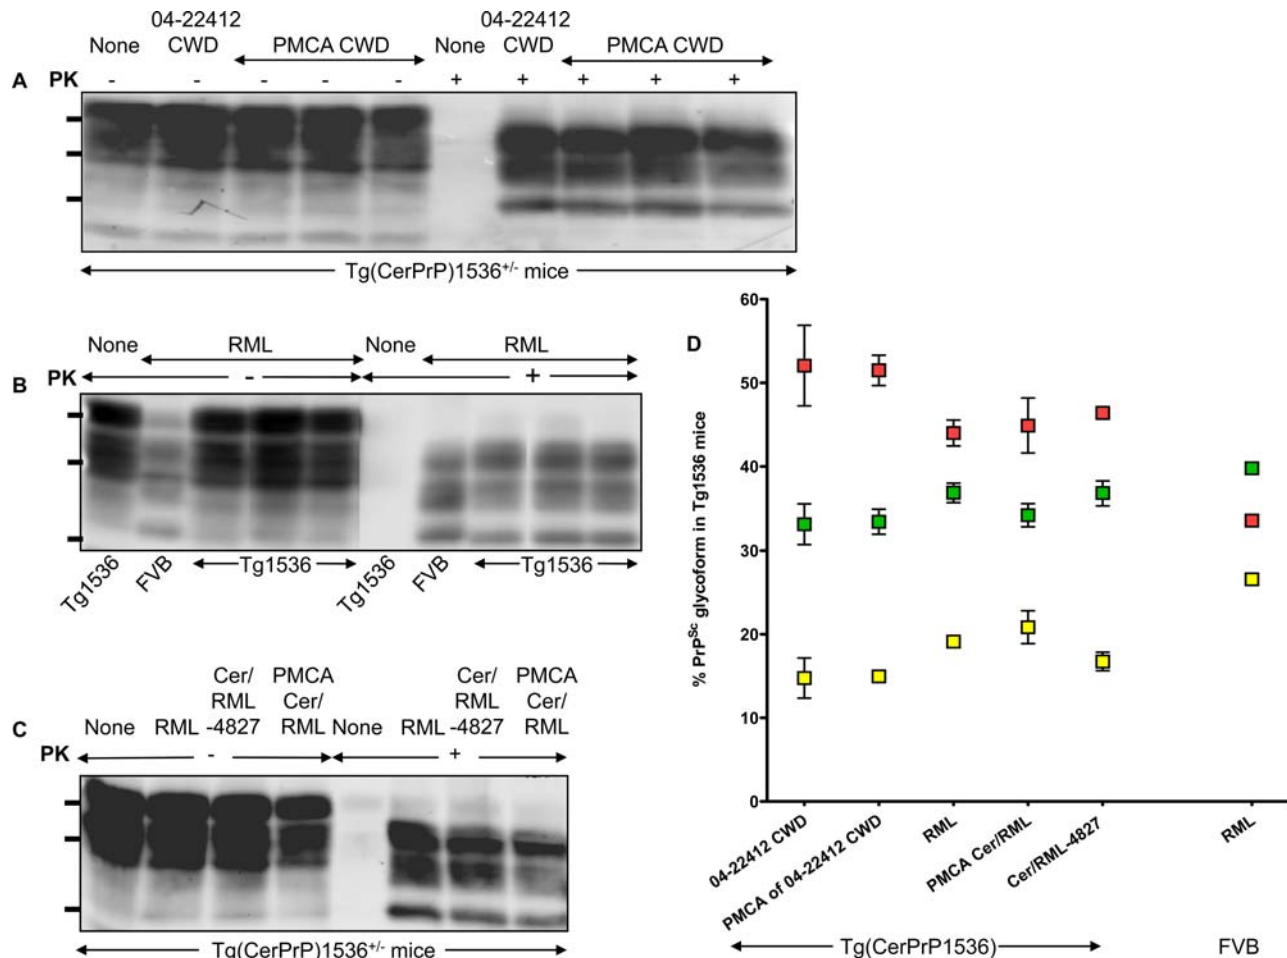 04-22412 04-22412
None CWD PMCA CWD None CWD PMCA CWD
A PK - - - - - + + + + +
Tg(CerPrP)1536+/- mice
None RML None RML
B PK - +
Tg1536 FVB Tg1536 Tg1536 FVB Tg1536
Cer/ PMCA Cer/ PMCA
RML Cer/ RML Cer/
None RML -4827 RML None RML -4827 RML
C PK - +
Tg(CerPrP)1536+/- mice
D
% PrPSc glycoform in Tg1536 mice
60
50
40
30
20
10
0
04-22412 CWD
PMCA of 04-22412 CWD
RML
PMCA Cer/RML
Cer/RML-4827
RML
Tg(CerPrP1536) FVB